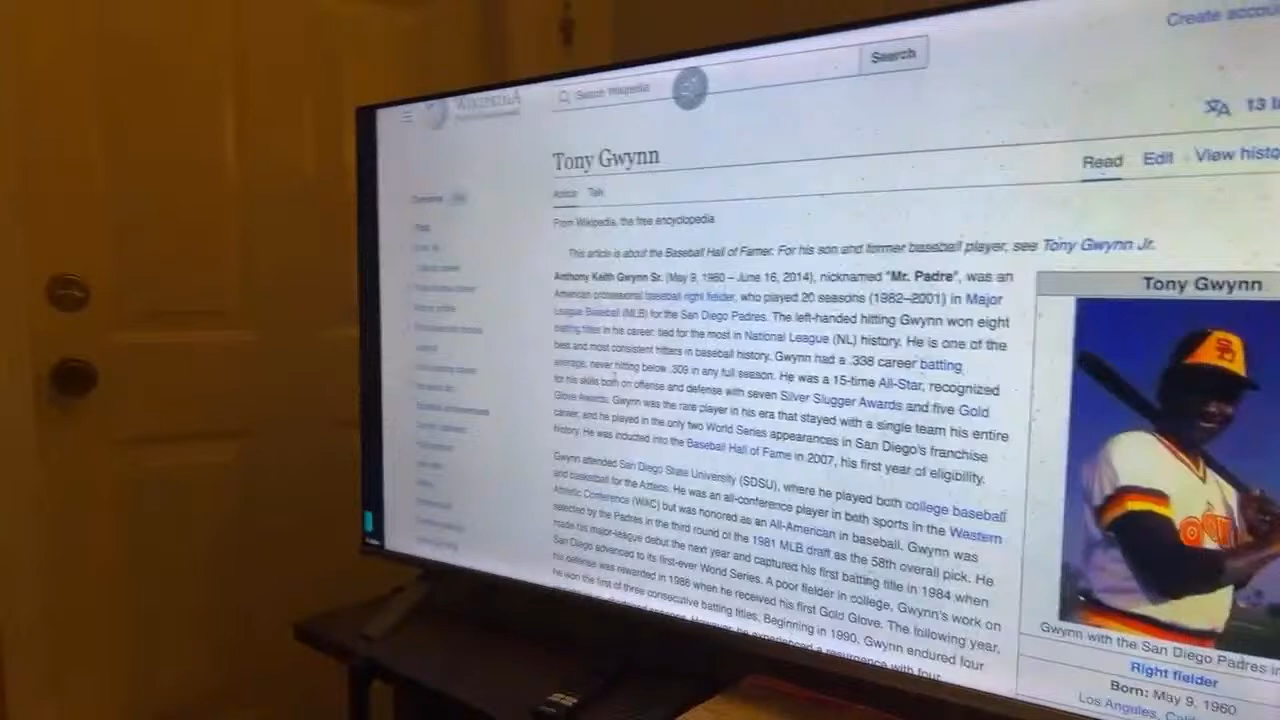 Create accou
Search Wikipedia
Search
WIKIPEDIA
13 l
Tony Gwynn
Read Edit View histo
Article Talk
From Wikipedia, the free encyclopedia
This article is about the Baseball Hall of Famer. For his son and former baseball player, see Tony Gwynn Jr.
Anthony Keith Gwynn Sr. (May 9, 1960 – June 16, 2014), nicknamed "Mr. Padre", was an
American professional baseball right fielder, who played 20 seasons (1982–2001) in Major
League Baseball (MLB) for the San Diego Padres. The left-handed hitting Gwynn won eight
batting titles in his career, tied for the most in National League (NL) history. He is one of the
best and most consistent hitters in baseball history. Gwynn had a .338 career batting
average, never hitting below .309 in any full season. He was a 15-time All-Star, recognized
for his skills both on offense and defense with seven Silver Slugger Awards and five Gold
Glove Awards. Gwynn was the rare player in his era that stayed with a single team his entire
career, and he played in the only two World Series appearances in San Diego's franchise
history. He was inducted into the Baseball Hall of Fame in 2007, his first year of eligibility.
Gwynn attended San Diego State University (SDSU), where he played both college baseball
and basketball for the Aztecs. He was an all-conference player in both sports in the Western
Athletic Conference (WAC) but was honored as an All-American in baseball. Gwynn was
selected by the Padres in the third round of the 1981 MLB draft as the 58th overall pick. He
made his major-league debut the next year and captured his first batting title in 1984 when
San Diego advanced to its first-ever World Series. A poor fielder in college, Gwynn's work on
his defense was rewarded in 1986 when he received his first Gold Glove. The following year,
he won the first of three consecutive batting titles. Beginning in 1990, Gwynn endured four
However, he experienced a resurgence with four
Tony Gwynn
Gwynn with the San Diego Padres in
Right fielder
Born: May 9, 1960
Los Angeles, Cali